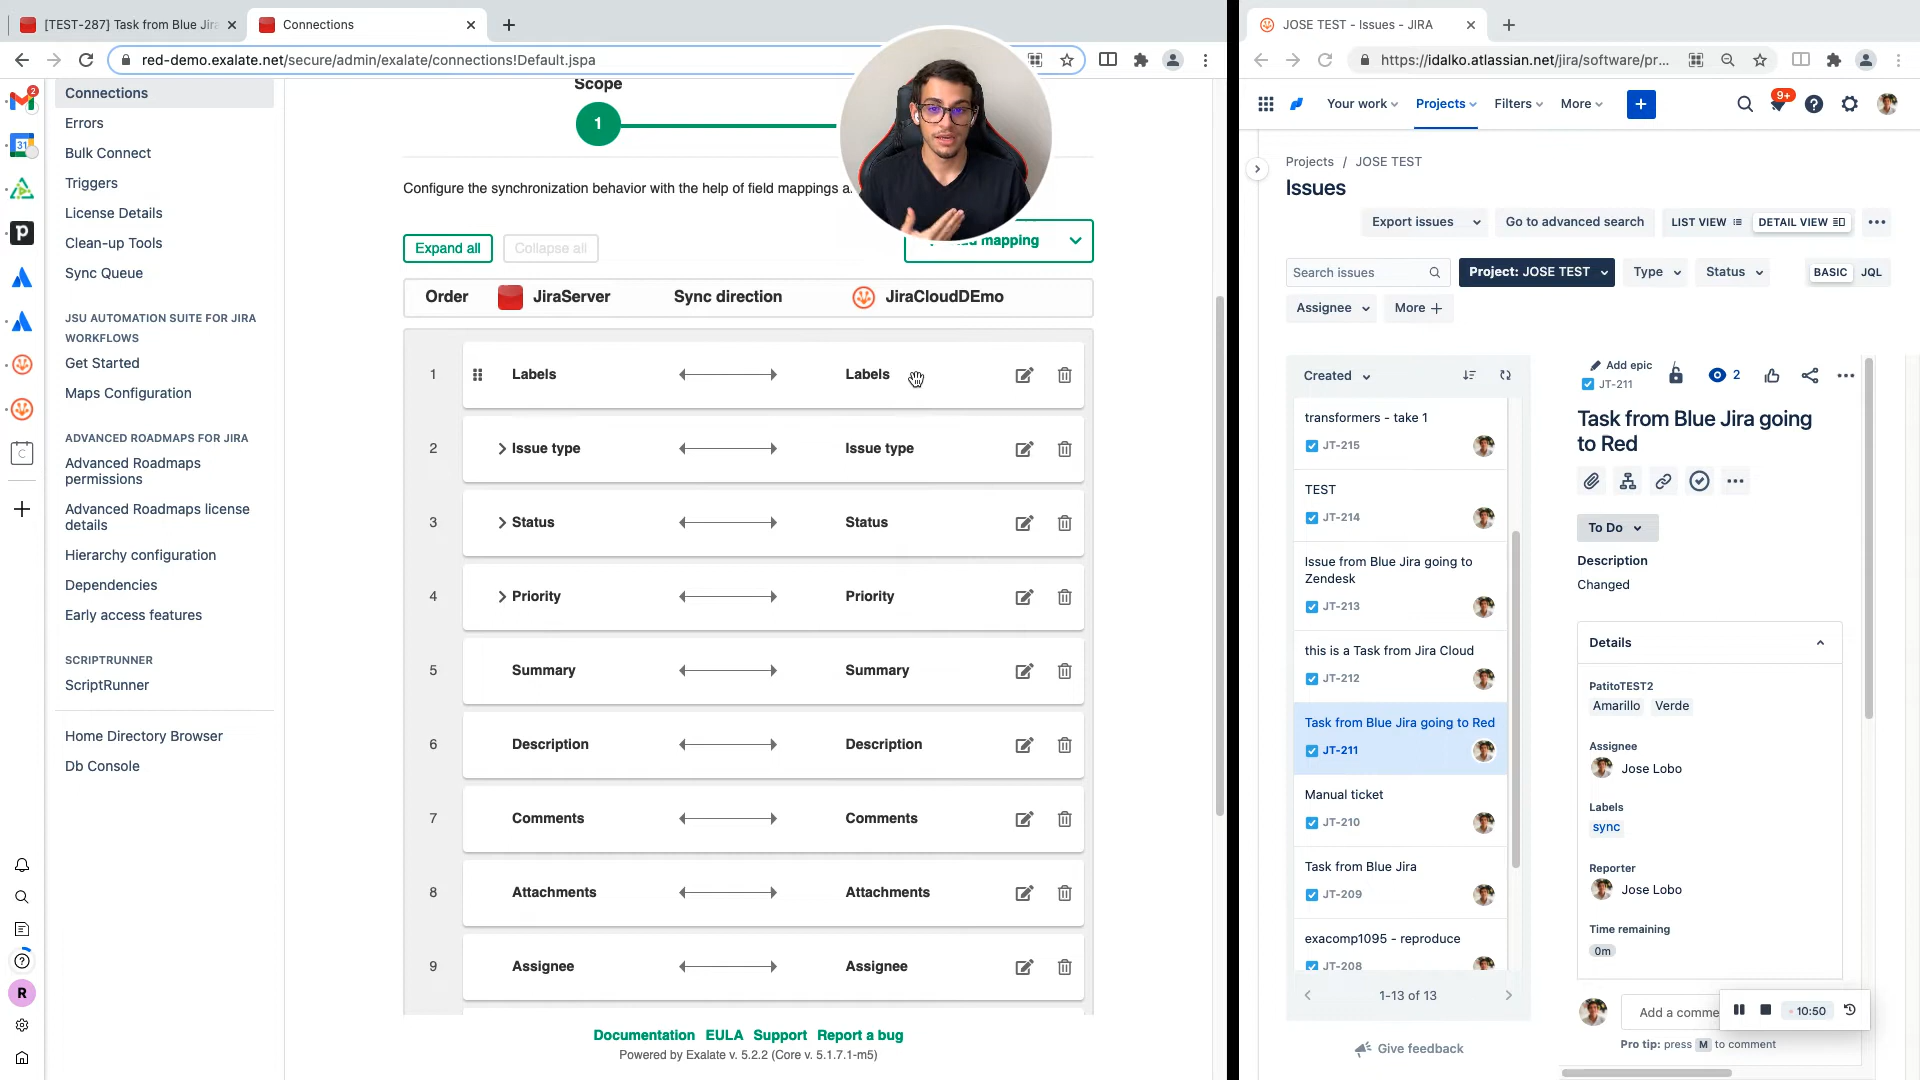 [TEST-287] Task from Blue Jira
Connections
red-demo.exalate.net/secure/admin/exalate/connections!Default.jspa
2
31
p
C
R
Connections
Errors
Bulk Connect
Triggers
License Details
Clean-up Tools
Sync Queue
JSU AUTOMATION SUITE FOR JIRA
WORKFLOWS
Get Started
Maps Configuration
ADVANCED ROADMAPS FOR JIRA
Advanced Roadmaps
permissions
Advanced Roadmaps license
details
Hierarchy configuration
Dependencies
Early access features
SCRIPTRUNNER
ScriptRunner
Home Directory Browser
Db Console
Scope
1
Configure the synchronization behavior with the help of field mappings a
Expand all
Collapse all
mapping
Order JiraServer Sync direction JiraCloudDEmo
1 Labels Labels
2 Issue type Issue type
3 Status Status
4 Priority Priority
5 Summary Summary
6 Description Description
7 Comments Comments
8 Attachments Attachments
9 Assignee Assignee
Documentation EULA Support Report a bug
Powered by Exalate v. 5.2.2 (Core v. 5.1.7.1-m5)
JOSE TEST - Issues - JIRA
https://idalko.atlassian.net/jira/software/pr...
Your work Projects Filters More
9+
Projects / JOSE TEST
Issues
Export issues
Go to advanced search
LIST VIEW
DETAIL VIEW
Search issues
Project: JOSE TEST
Type
Status
BASIC
JQL
Assignee
More
Created
transformers - take 1
JT-215
TEST
JT-214
Issue from Blue Jira going to
Zendesk
JT-213
this is a Task from Jira Cloud
JT-212
Task from Blue Jira going to Red
JT-211
Manual ticket
JT-210
Task from Blue Jira
JT-209
exacomp1095 - reproduce
JT-208
1-13 of 13
Give feedback
Add epic
JT-211
2
Task from Blue Jira going
to Red
To Do
Description
Changed
Details
PatitoTEST2
Amarillo Verde
Assignee
Jose Lobo
Labels
sync
Reporter
Jose Lobo
Time remaining
0m
Add a comme
10:50
Pro tip: press M to comment